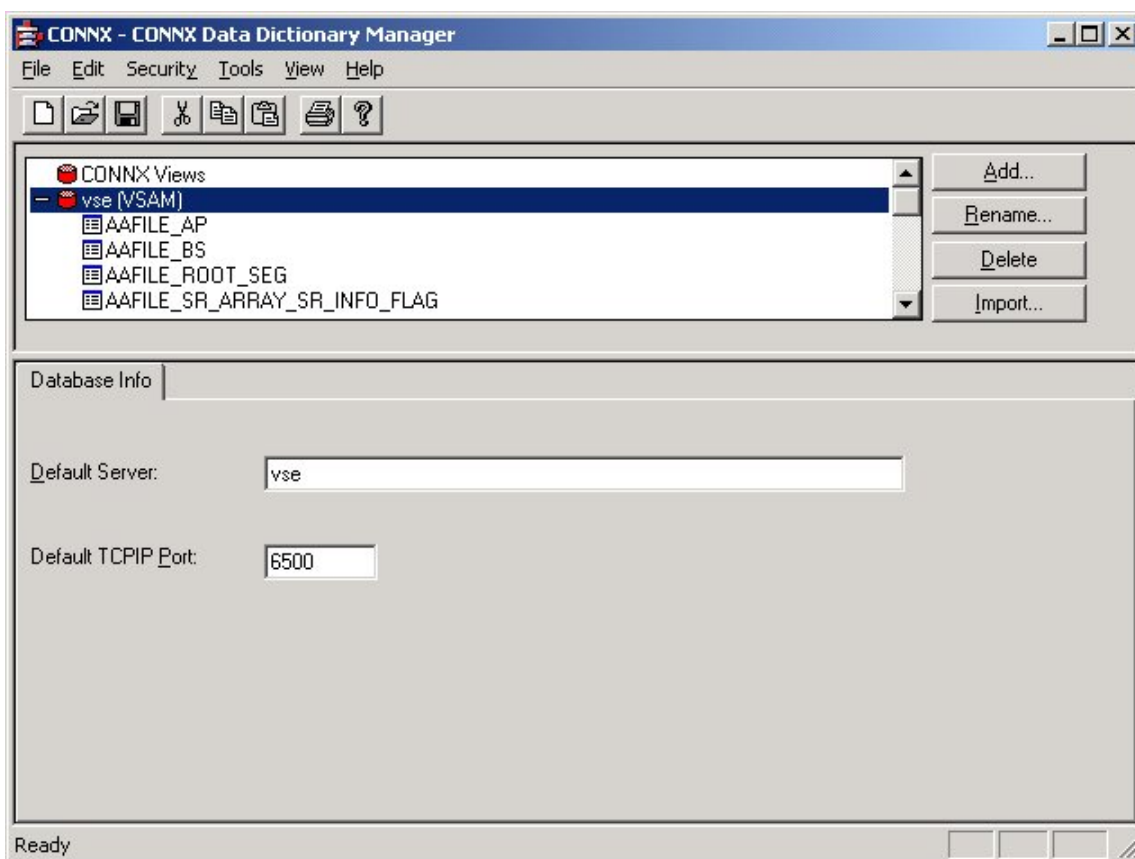 CONNX - CONNX Data Dictionary Manager
File Edit Security Tools View Help
CONNX Views
vse (VSAM)
AAFILE_AP
AAFILE_BS
AAFILE_ROOT_SEG
AAFILE_SR_ARRAY_SR_INFO_FLAG
Add...
Rename...
Delete
Import...
Database Info
Default Server: vse
Default TCPIP Port: 6500
Ready